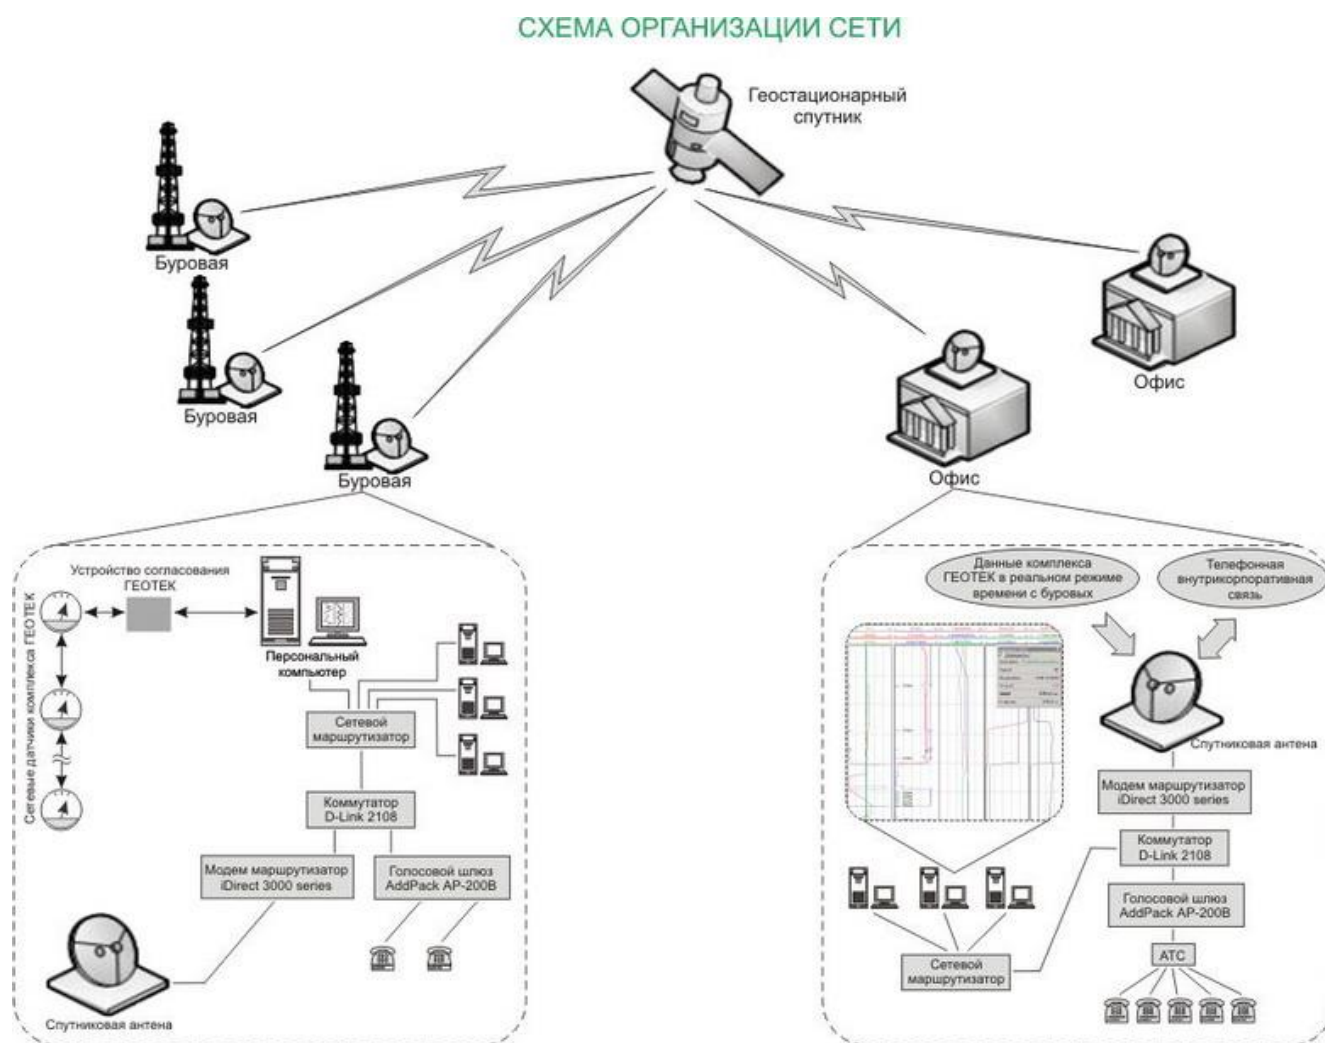 СХЕМА ОРГАНИЗАЦИИ СЕТИ
Геостационарный
спутник
Буровая
Буровая
Буровая
Офис
Офис
Устройство согласования
ГЕОТЕК
Сетевые датчики комплекса ГЕОТЕК
Персональный
компьютер
Сетевой
маршрутизатор
Коммутатор
D-Link 2108
Модем маршрутизатор
iDirect 3000 series
Голосовой шлюз
AddPack AP-200B
Спутниковая антена
Данные комплекса
ГЕОТЕК в реальном режиме
времени с буровых
Телефонная
внутрикорпоративная
связь
Спутниковая антена
Модем маршрутизатор
iDirect 3000 series
Коммутатор
D-Link 2108
Голосовой шлюз
AddPack AP-200B
АТС
Сетевой
маршрутизатор